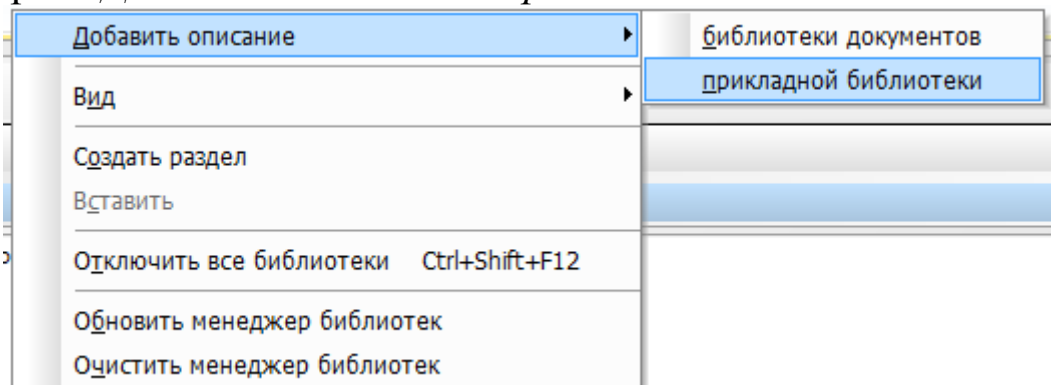 Добавить описание
библиотеки документов
прикладной библиотеки
Вид
Создать раздел
Вставить
Отключить все библиотеки Ctrl+Shift+F12
Обновить менеджер библиотек
Очистить менеджер библиотек